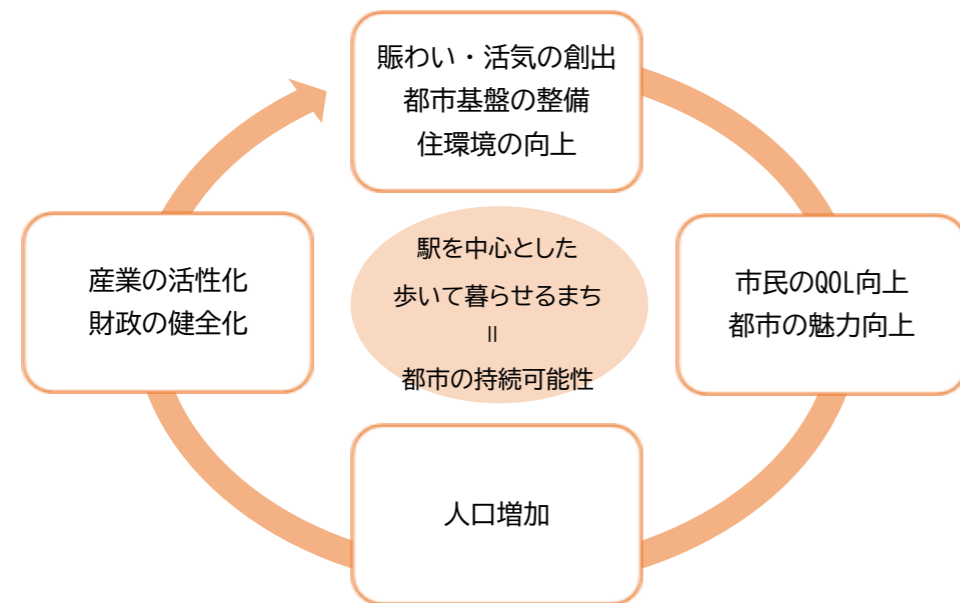 賑わい・活気の創出
都市基盤の整備
住環境の向上
市民のQOL向上
都市の魅力向上
人口増加
産業の活性化
財政の健全化
駅を中心とした
歩いて暮らせるまち
＝
都市の持続可能性